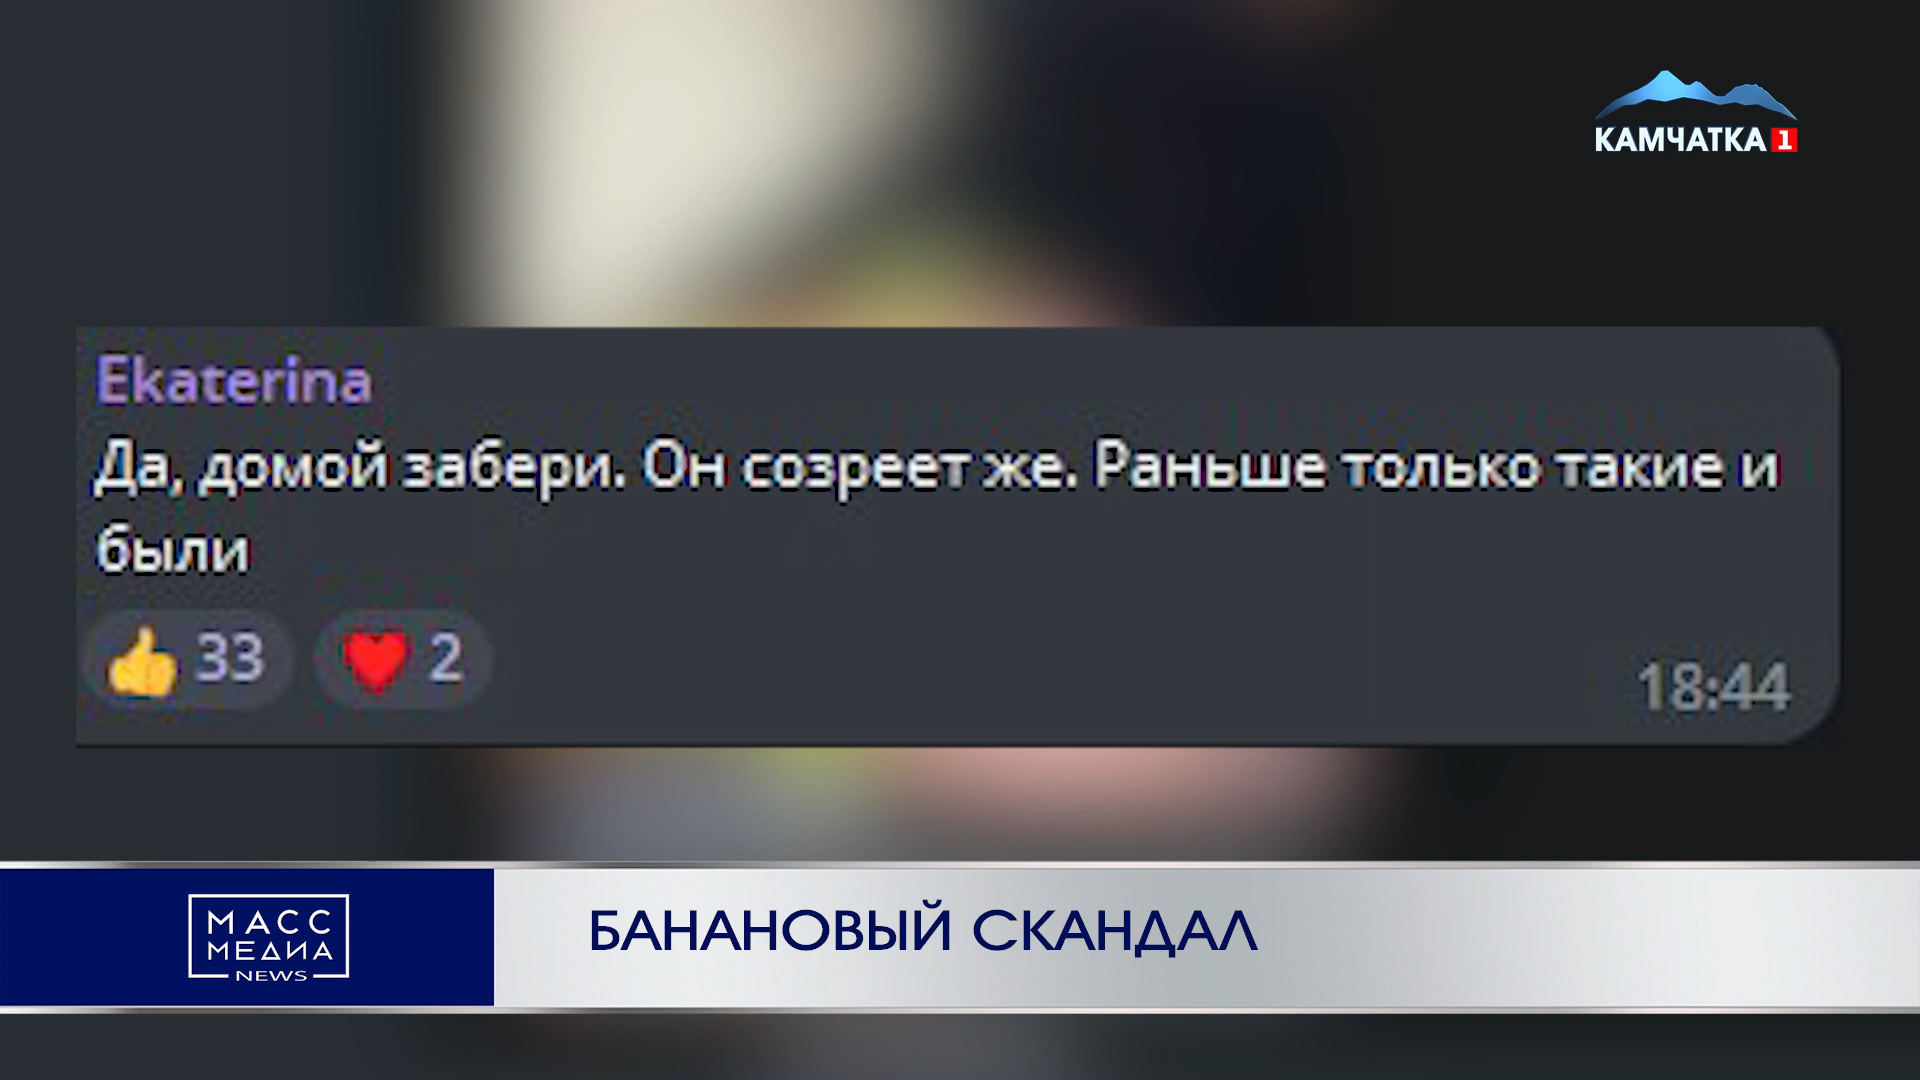 КАМЧАТКА 1
Ekaterina
Да, домой забери. Он созреет же. Раньше только такие и
были
👍 33 ❤️ 2
18:44
МАСС
МЕДИА
NEWS
БАНАНОВЫЙ СКАНДАЛ